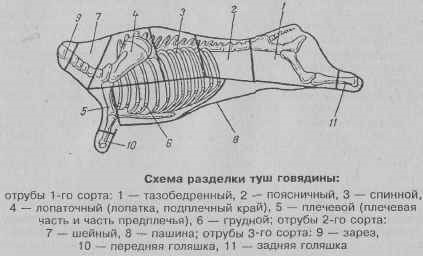 9 7 4 3 2 1
5 6 8 10 11
Схема разделки туш говядины:
отрубы 1-го сорта: 1 — тазобедренный, 2 — поясничный, 3 — спинной,
4 — лопаточный (лопатка, подплечный край), 5 — плечевой (плечевая
часть и часть предплечья), 6 — грудной; отрубы 2-го сорта:
7 — шейный, 8 — пашина; отрубы 3-го сорта: 9 — зарез,
10 — передняя голяшка, 11 — задняя голяшка